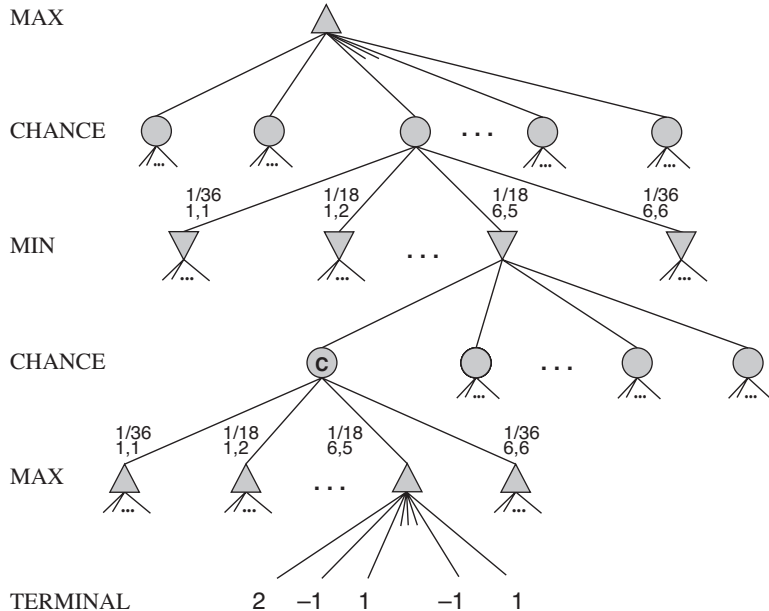 MAX
CHANCE ...
... ... ... ... ...
1/36 1/18 1/18 1/36
1,1 1,2 6,5 6,6
MIN ...
... ... ...
CHANCE C ...
... ... ...
1/36 1/18 1/18 1/36
1,1 1,2 6,5 6,6
MAX ...
... ... ...
TERMINAL 2 –1 1 –1 1